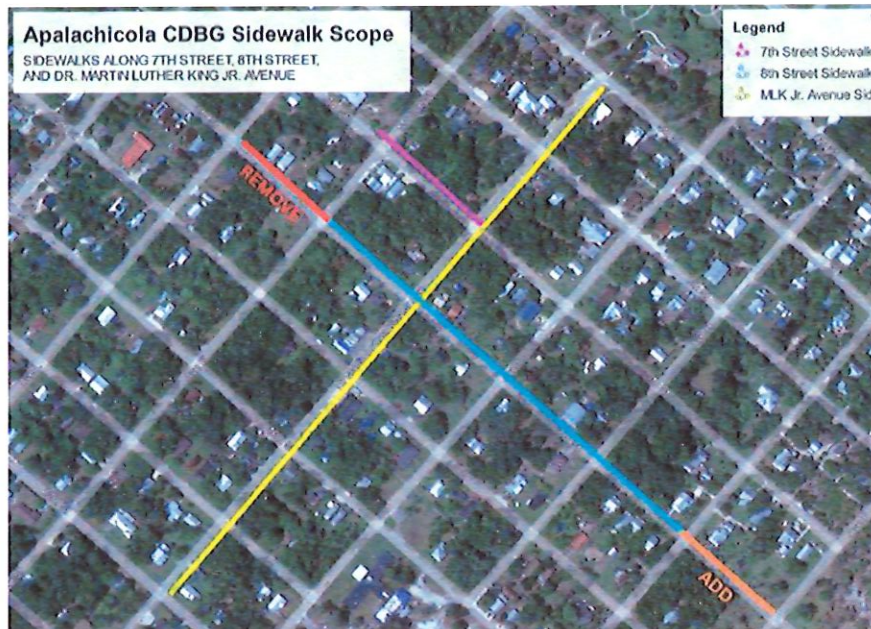 Apalachicola CDBG Sidewalk Scope
SIDEWALKS ALONG 7TH STREET, 8TH STREET,
AND DR. MARTIN LUTHER KING JR. AVENUE
Legend
7th Street Sidewalk
8th Street Sidewalk
MLK Jr. Avenue Sid
REMOVE
ADD